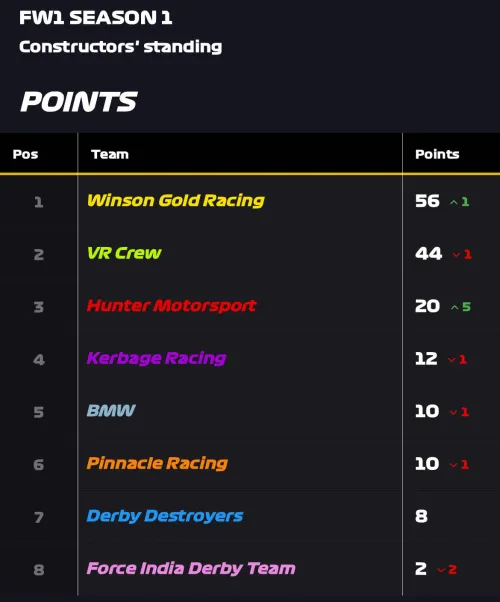 FW1 SEASON 1
Constructors' standing
POINTS
Pos Team Points
1 Winson Gold Racing 56 1
2 VR Crew 44 1
3 Hunter Motorsport 20 5
4 Kerbage Racing 12 1
5 BMW 10 1
6 Pinnacle Racing 10 1
7 Derby Destroyers 8
8 Force India Derby Team 2 2